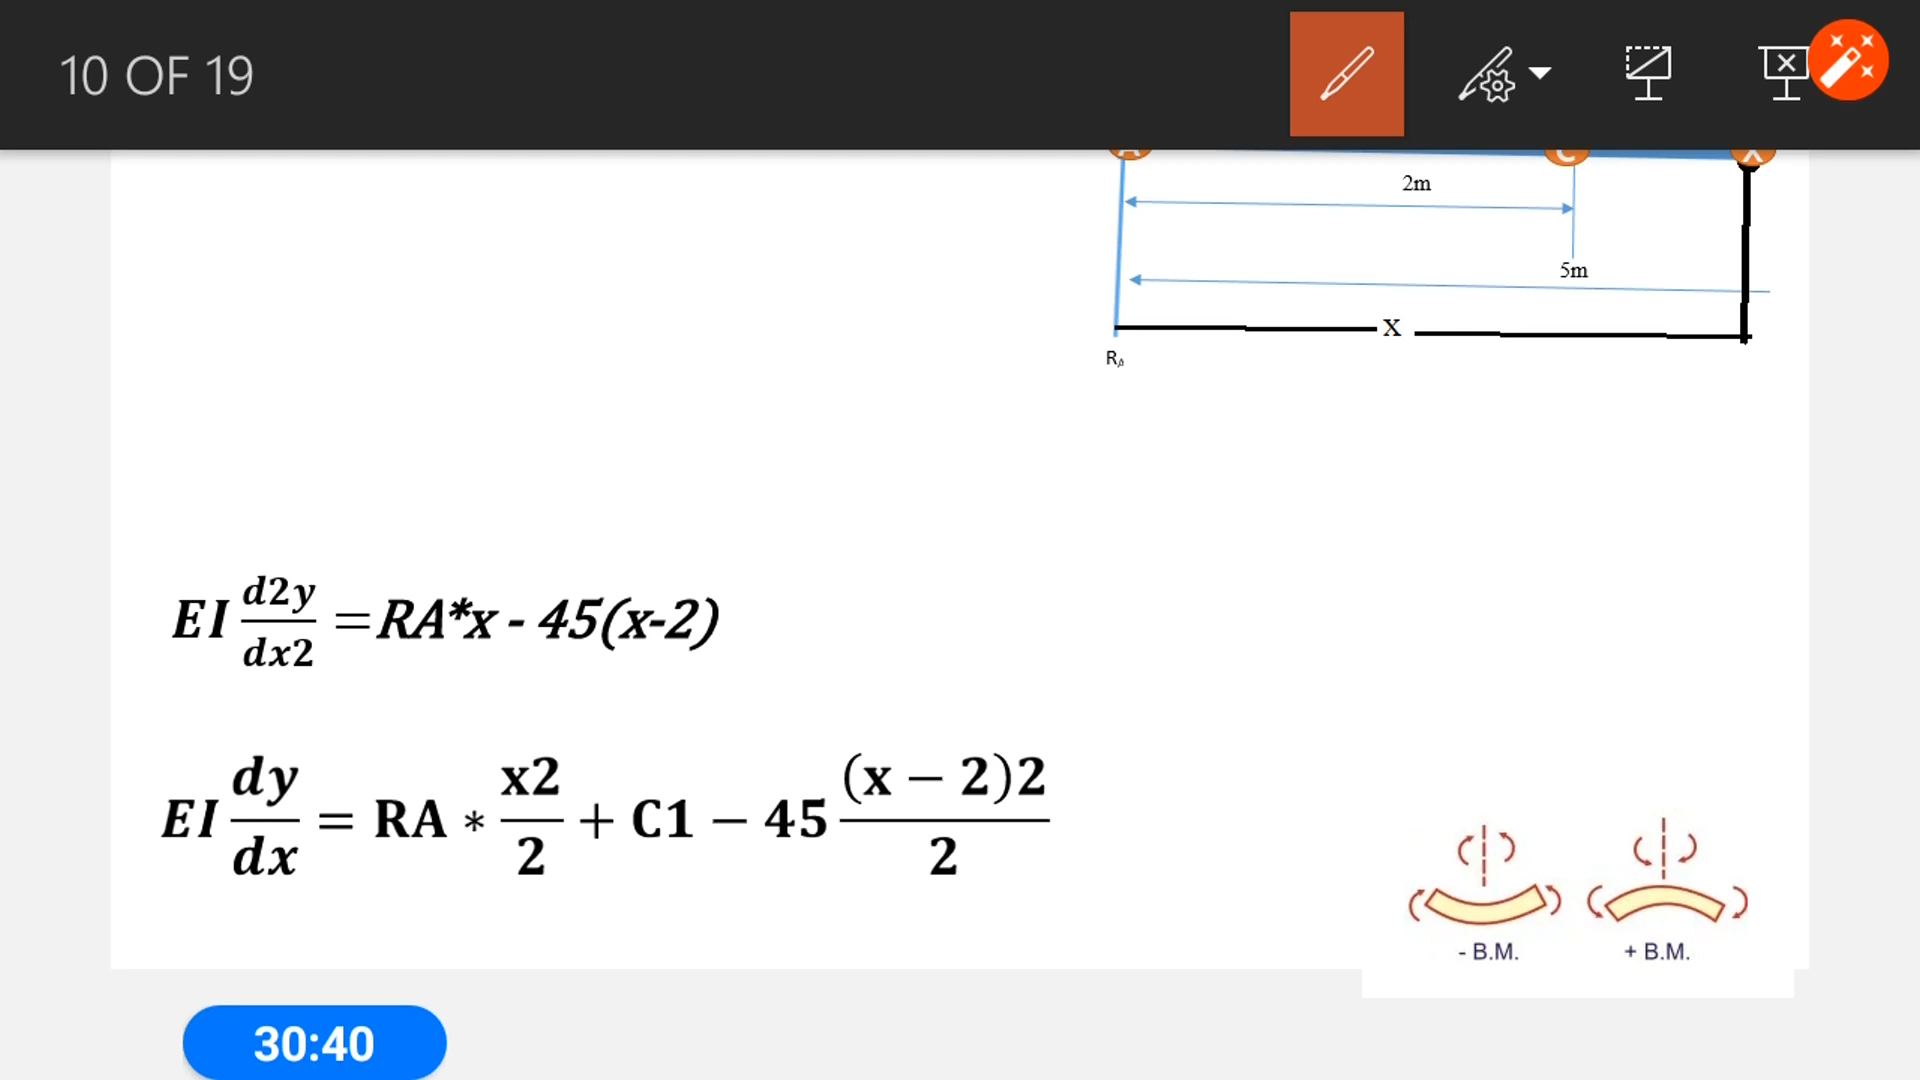 10 OF 19
A C X
2m
5m
X
RA
EI d2y/dx2 =RA*x - 45(x-2)
EI dy/dx = RA * x2/2 + C1 − 45 (x − 2)2/2
- B.M. + B.M.
30:40